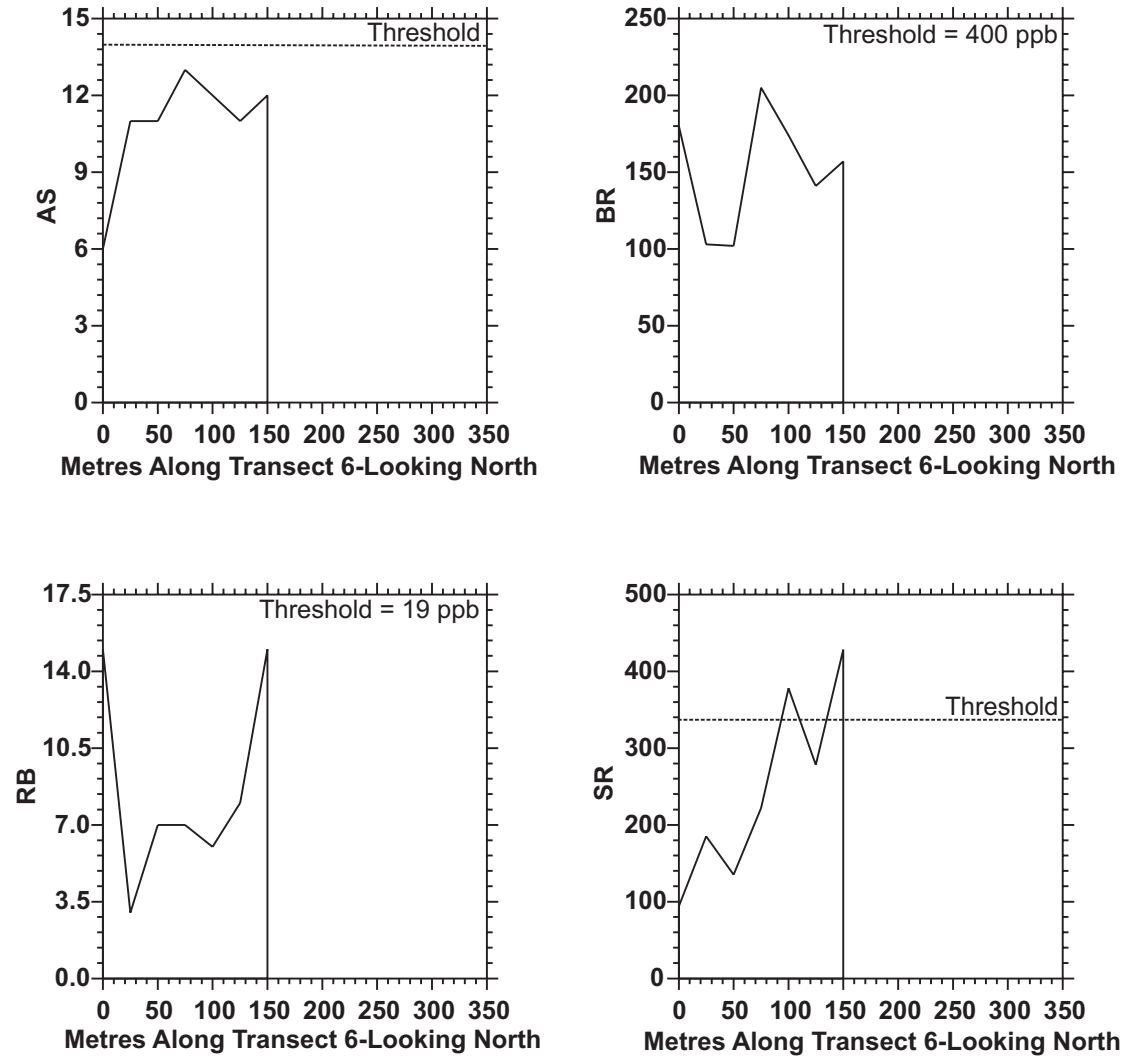 15
Threshold
12
9
AS
6
3
0
0 50 100 150 200 250 300 350
Metres Along Transect 6-Looking North
250
Threshold = 400 ppb
200
150
BR
100
50
0
0 50 100 150 200 250 300 350
Metres Along Transect 6-Looking North
17.5
Threshold = 19 ppb
14.0
10.5
RB
7.0
3.5
0.0
0 50 100 150 200 250 300 350
Metres Along Transect 6-Looking North
500
400
Threshold
300
SR
200
100
0
0 50 100 150 200 250 300 350
Metres Along Transect 6-Looking North